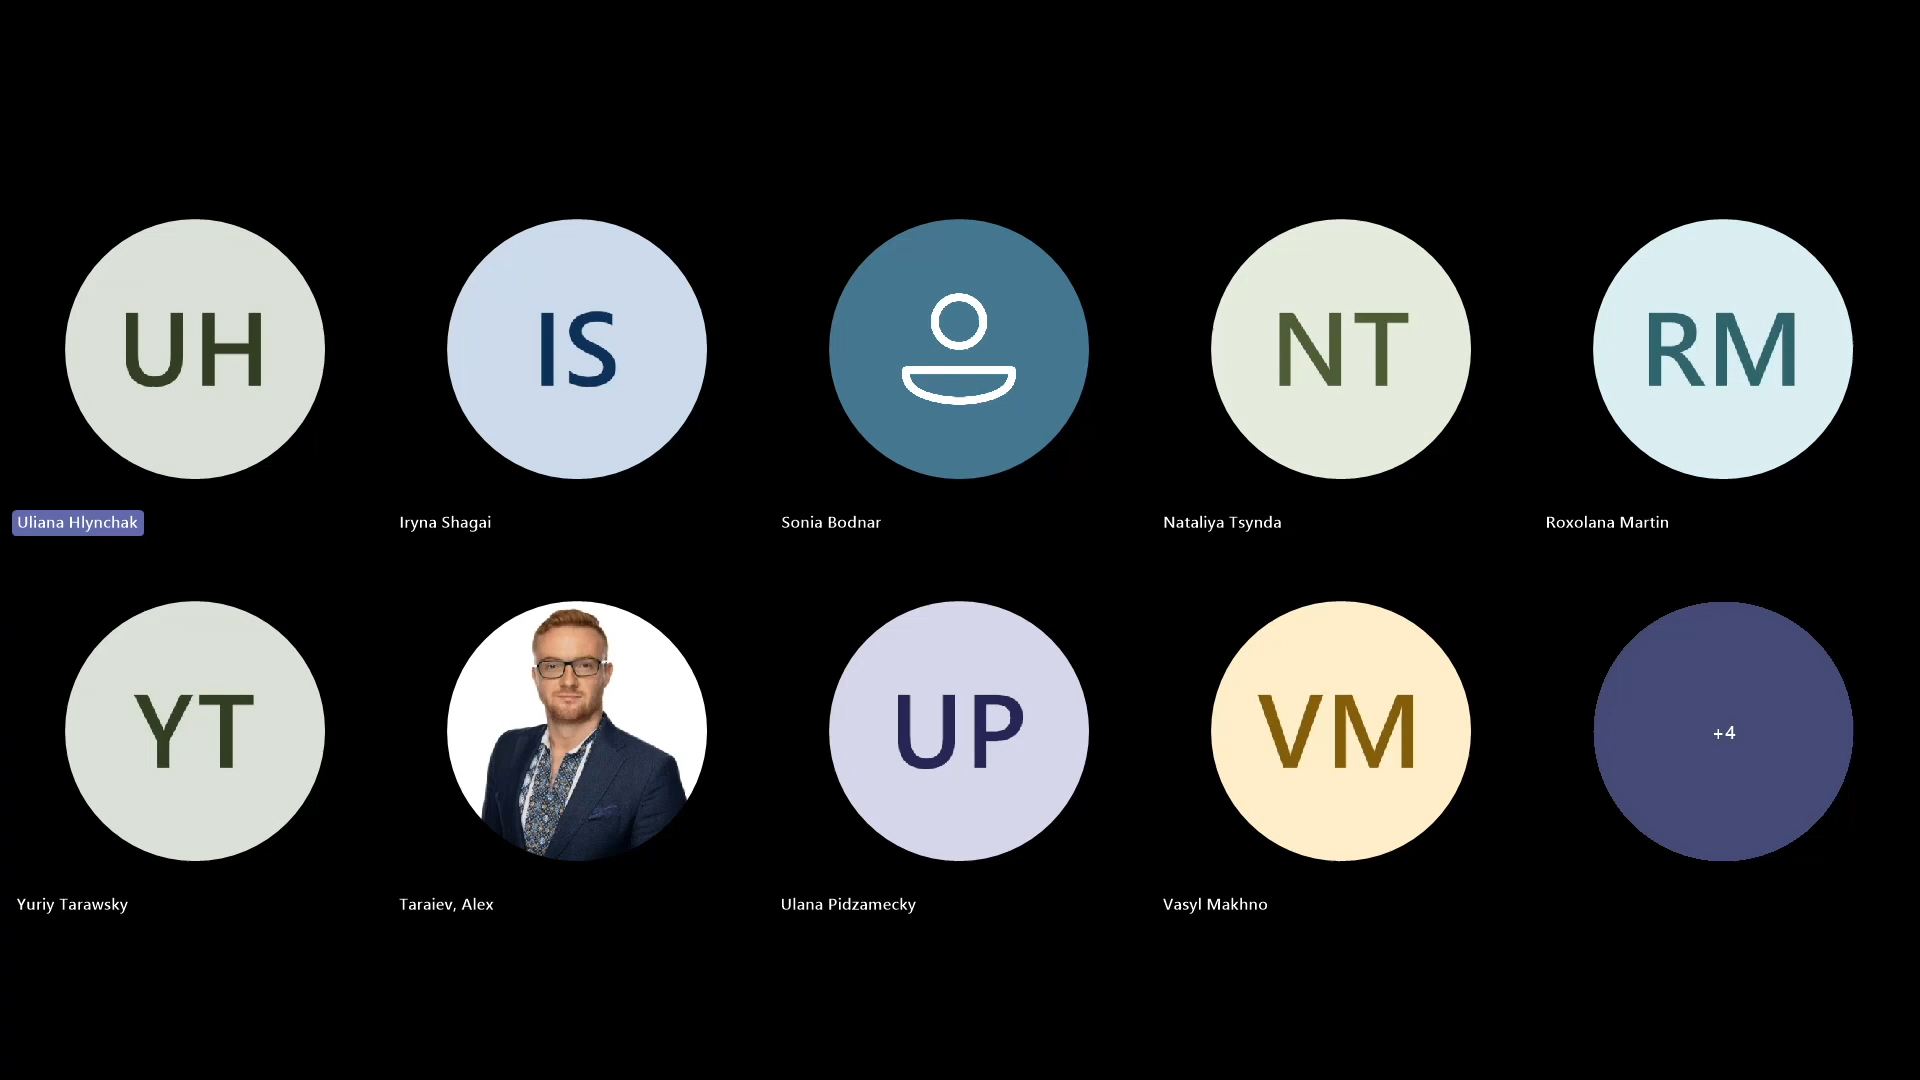 UH
IS
NT
RM
Uliana Hlynchak
Iryna Shagai
Sonia Bodnar
Nataliya Tsynda
Roxolana Martin
YT
UP
VM
+4
Yuriy Tarawsky
Taraiev, Alex
Ulana Pidzamecky
Vasyl Makhno